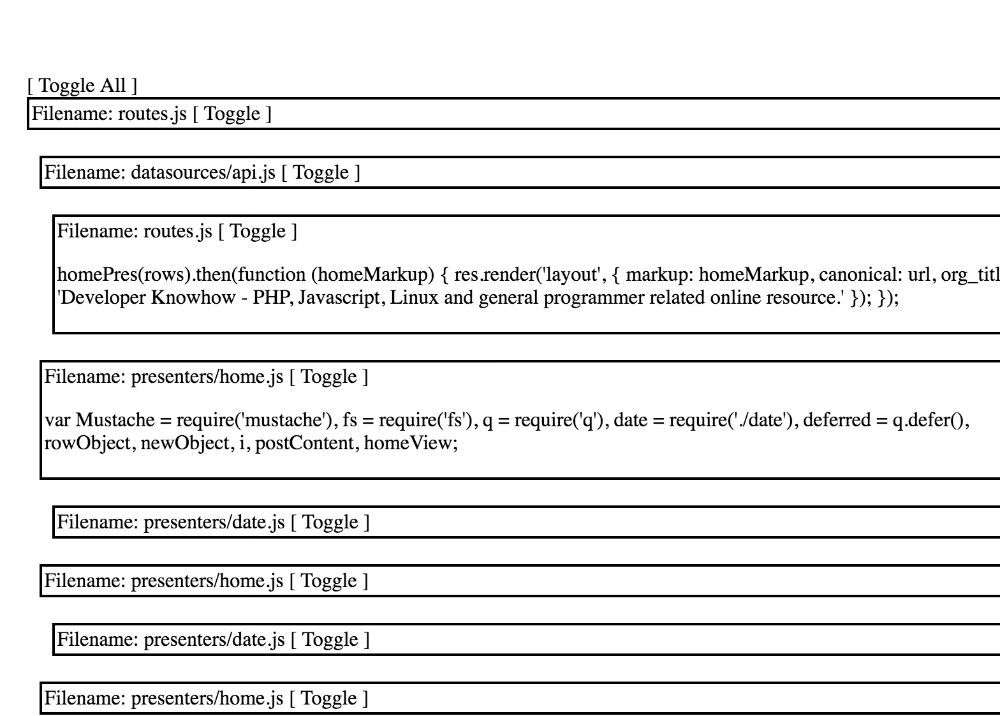 [ Toggle All ]
Filename: routes.js [ Toggle ]
Filename: datasources/api.js [ Toggle ]
Filename: routes.js [ Toggle ]
homePres(rows).then(function (homeMarkup) { res.render('layout', { markup: homeMarkup, canonical: url,
'Developer Knowhow - PHP, Javascript, Linux and general programmer related online resource.' }); });
Filename: presenters/home.js [ Toggle ]
var Mustache = require('mustache'), fs = require('fs'), q = require('q'), date = require('./date'), deferred = q.defer(),
rowObject, newObject, i, postContent, homeView;
Filename: presenters/date.js [ Toggle ]
Filename: presenters/home.js [ Toggle ]
Filename: presenters/date.js [ Toggle ]
Filename: presenters/home.js [ Toggle ]